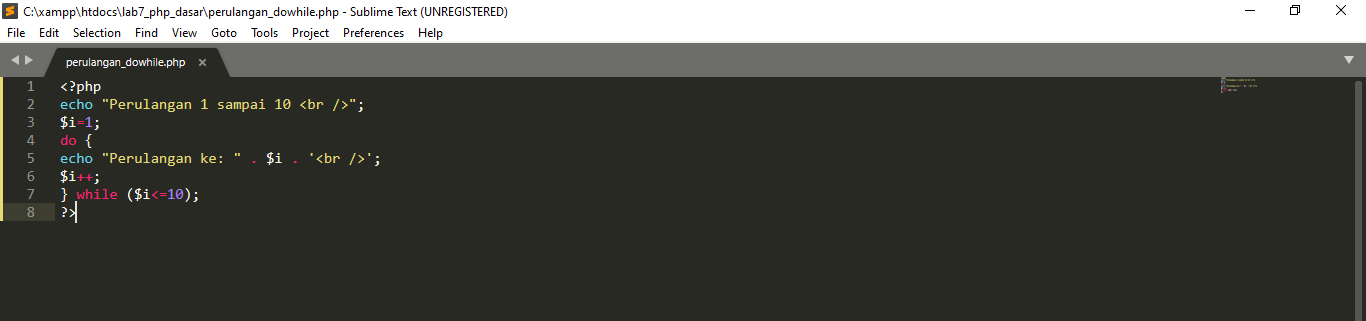 C:\xampp\htdocs\lab7_php_dasar\perulangan_dowhile.php - Sublime Text (UNREGISTERED)
File Edit Selection Find View Goto Tools Project Preferences Help
perulangan_dowhile.php
1 <?php
2 echo "Perulangan 1 sampai 10 <br />";
3 $i=1;
4 do {
5 echo "Perulangan ke: " . $i . '<br />';
6 $i++;
7 } while ($i<=10);
8 ?>